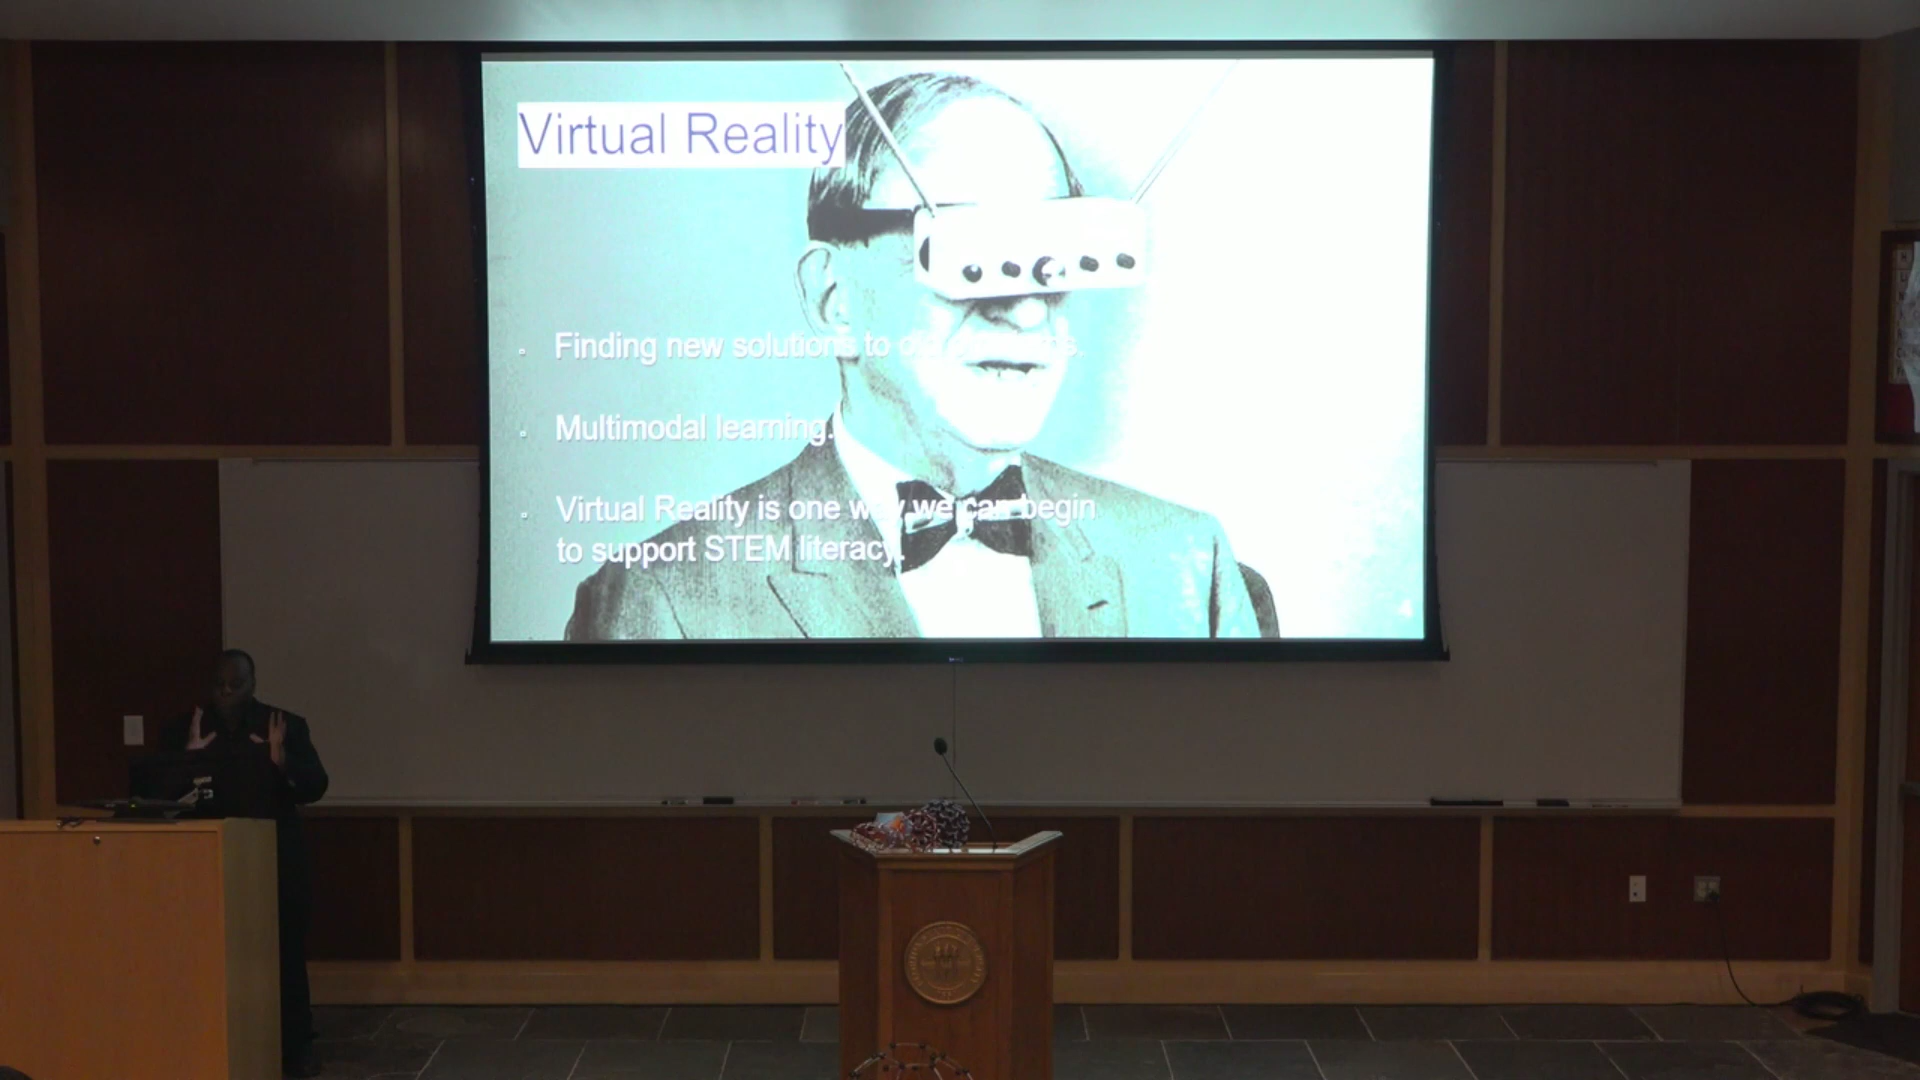 Virtual Reality
Finding new solutions to
Multimodal learning.
Virtual Reality is one way we can begin
to support STEM literacy.